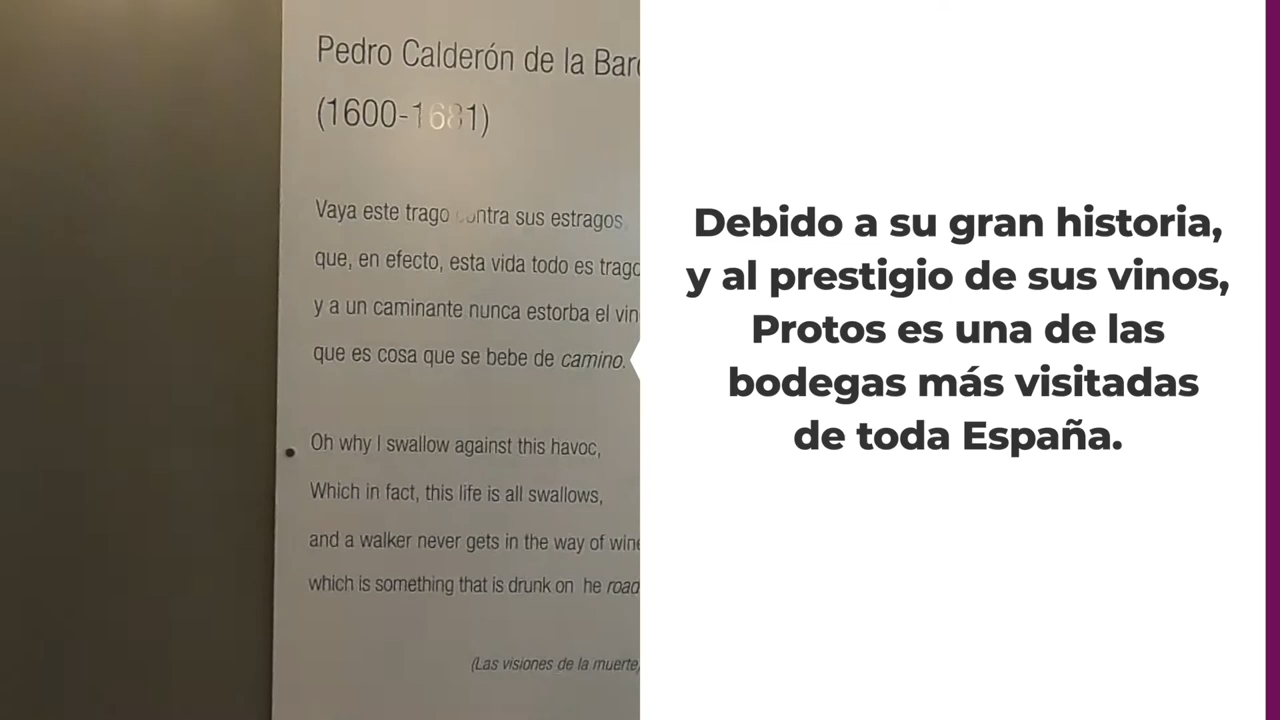 Pedro Calderón de la
(1600-1681)
Vaya este trago contra sus estragos,
que, en efecto, esta vida todo es
y a un caminante nunca estorba el
que es cosa que se bebe de camino.
Oh why I swallow against this havoc,
Which in fact, this life is all swallows,
and a walker never gets in the way of
which is something that is drunk on he road
(Las visiones de la muerte
Debido a su gran historia,
y al prestigio de sus vinos,
Protos es una de las
bodegas más visitadas
de toda España.